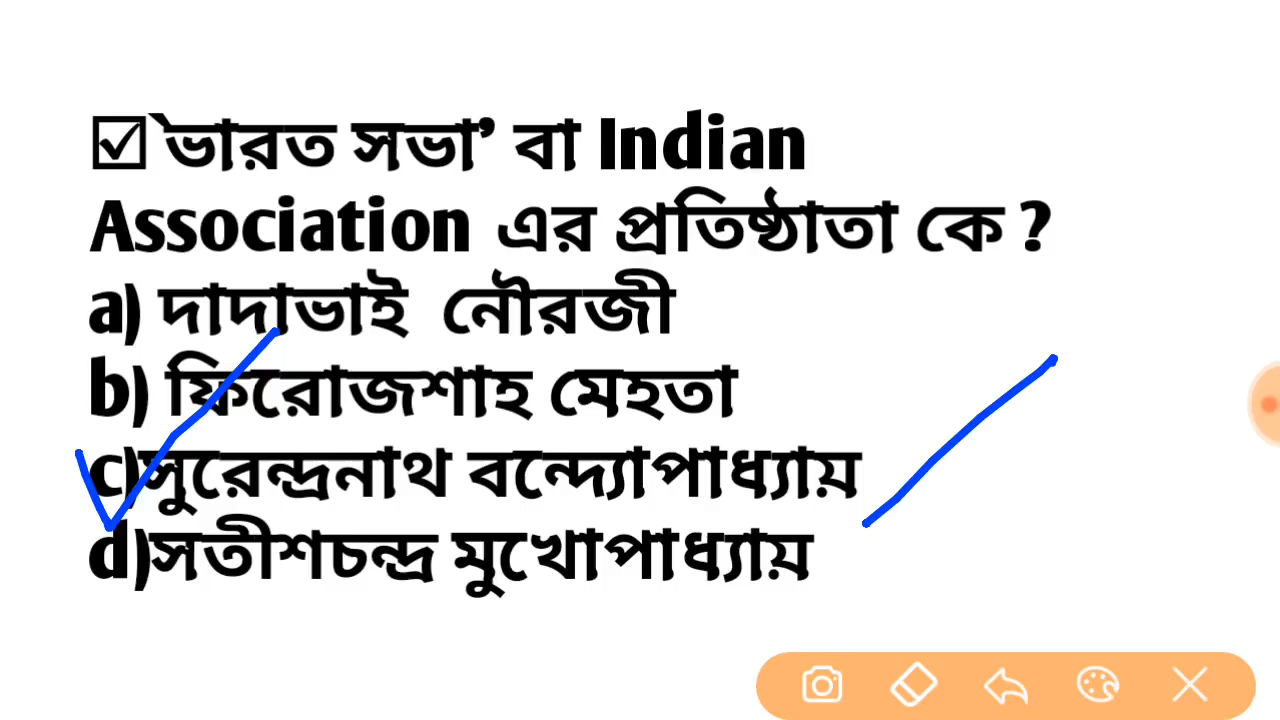 ☑`ভারত সভা’ বা Indian
Association এর প্রতিষ্ঠাতা কে ?
a) দাদাভাই নৌরজী
b) ফিরোজশাহ মেহতা
c)সুরেন্দ্রনাথ বন্দ্যোপাধ্যায়
d)সতীশচন্দ্র মুখোপাধ্যায়